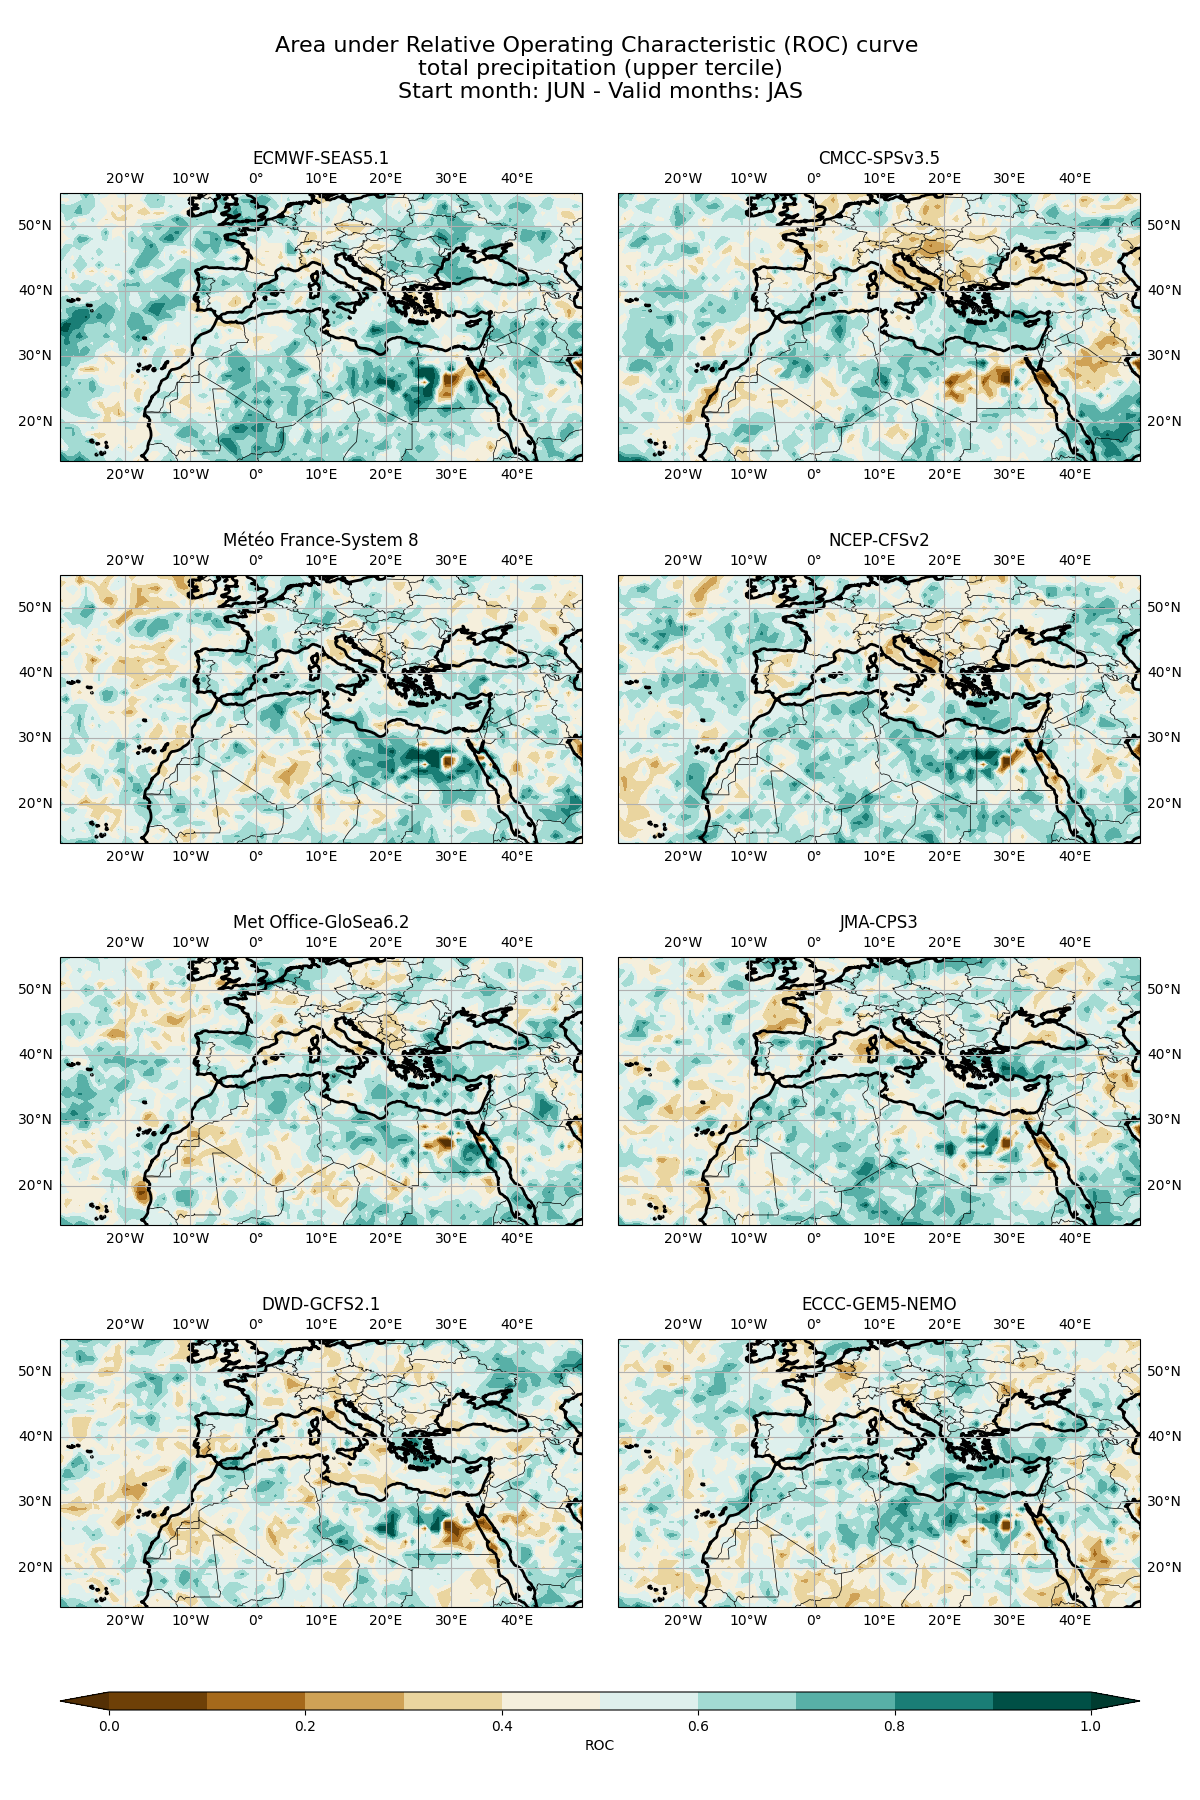 Area under Relative Operating Characteristic (ROC) curve
total precipitation (upper tercile)
Start month: JUN - Valid months: JAS
ECMWF-SEAS5.1
20°W 10°W 0° 10°E 20°E 30°E 40°E
50°N
40°N
30°N
20°N
20°W 10°W 0° 10°E 20°E 30°E 40°E
CMCC-SPSv3.5
20°W 10°W 0° 10°E 20°E 30°E 40°E
50°N
40°N
30°N
20°N
20°W 10°W 0° 10°E 20°E 30°E 40°E
Météo France-System 8
20°W 10°W 0° 10°E 20°E 30°E 40°E
50°N
40°N
30°N
20°N
20°W 10°W 0° 10°E 20°E 30°E 40°E
NCEP-CFSv2
20°W 10°W 0° 10°E 20°E 30°E 40°E
50°N
40°N
30°N
20°N
20°W 10°W 0° 10°E 20°E 30°E 40°E
Met Office-GloSea6.2
20°W 10°W 0° 10°E 20°E 30°E 40°E
50°N
40°N
30°N
20°N
20°W 10°W 0° 10°E 20°E 30°E 40°E
JMA-CPS3
20°W 10°W 0° 10°E 20°E 30°E 40°E
50°N
40°N
30°N
20°N
20°W 10°W 0° 10°E 20°E 30°E 40°E
DWD-GCFS2.1
20°W 10°W 0° 10°E 20°E 30°E 40°E
50°N
40°N
30°N
20°N
20°W 10°W 0° 10°E 20°E 30°E 40°E
ECCC-GEM5-NEMO
20°W 10°W 0° 10°E 20°E 30°E 40°E
50°N
40°N
30°N
20°N
20°W 10°W 0° 10°E 20°E 30°E 40°E
0.0 0.2 0.4 0.6 0.8 1.0
ROC